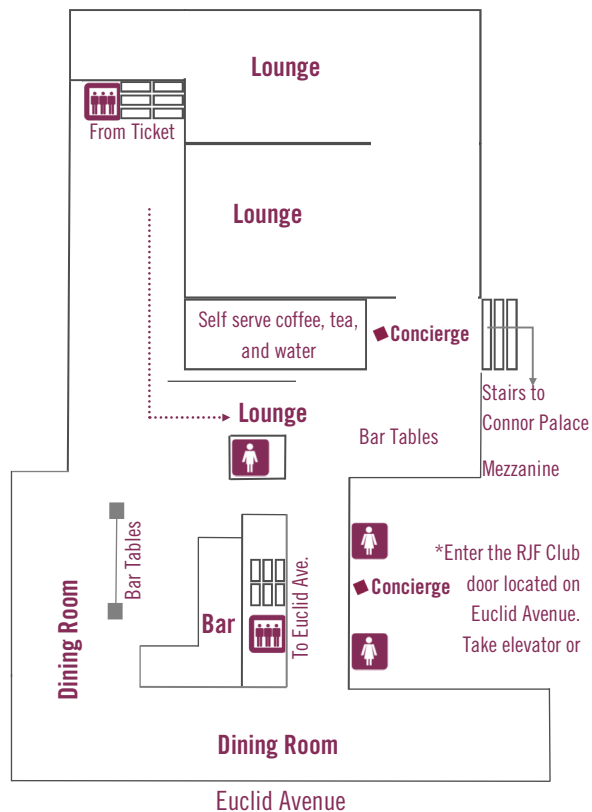 Lounge
From Ticket
Lounge
Self serve coffee, tea,
and water
Concierge
Stairs to
Connor Palace
Mezzanine
Lounge
Bar Tables
Bar Tables
To Euclid Ave.
Bar
Dining Room
*Enter the RJF Club
door located on
Euclid Avenue.
Take elevator or
Concierge
Dining Room
Euclid Avenue